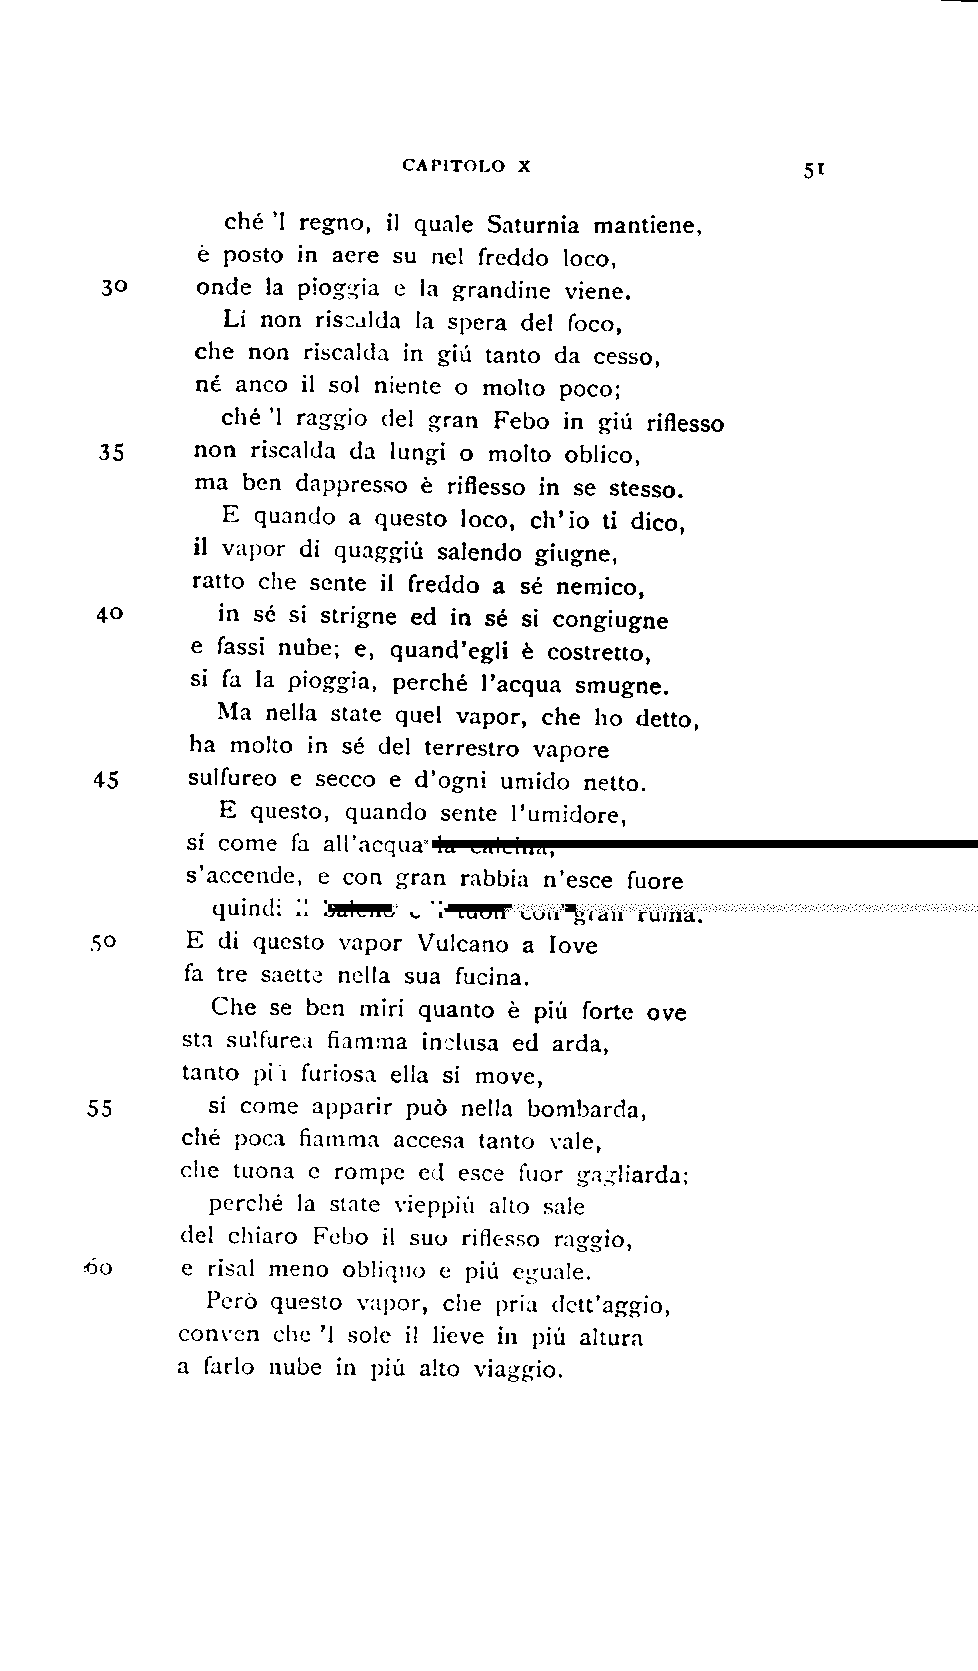 CAPITOLO X 51
ché 'l regno, il quale Saturnia mantiene,
è posto in aere su nel freddo loco,
30 onde la pioggia e la grandine viene.
Lí non riscalda la spera del foco,
che non riscalda in giú tanto da cesso,
né anco il sol niente o molto poco;
ché 'l raggio del gran Febo in giú riflesso
35 non riscalda da lungi o molto oblico,
ma ben dappresso è riflesso in se stesso.
E quando a questo loco, ch'io ti dico,
il vapor di quaggiú salendo giugne,
ratto che sente il freddo a sé nemico,
40 in sé si strigne ed in sé si congiugne
e fassi nube; e, quand'egli è costretto,
si fa la pioggia, perché l'acqua smugne.
Ma nella state quel vapor, che ho detto,
ha molto in sé del terrestro vapore
45 sulfureo e secco e d'ogni umido netto.
E questo, quando sente l'umidore,
sí come fa all'acqua la calcina,
s'accende, e con gran rabbia n'esce fuore
quindi il baleno e 'l tuon con gran ruina.
50 E di questo vapor Vulcano a Iove
fa tre saette nella sua fucina.
Che se ben miri quanto è piú forte ove
sta sulfurea fiamma inclusa ed arda,
tanto piú furiosa ella si move,
55 sí come apparir può nella bombarda,
ché poca fiamma accesa tanto vale,
che tuona e rompe ed esce fuor gagliarda;
perché la state vieppiú alto sale
del chiaro Febo il suo riflesso raggio,
60 e risal meno obliquo e piú eguale.
Però questo vapor, che pria dett'aggio,
conven che 'l sole il lieve in piú altura
a farlo nube in piú alto viaggio.